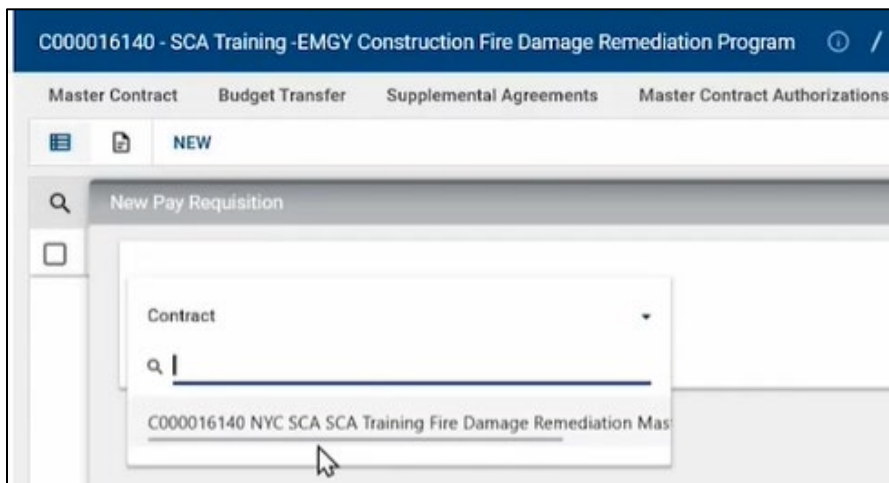 C000016140 - SCA Training -EMGY Construction Fire Damage Remediation Program /
Master Contract Budget Transfer Supplemental Agreements Master Contract Authorizations
NEW
New Pay Requisition
Contract
C000016140 NYC SCA SCA Training Fire Damage Remediation Mas